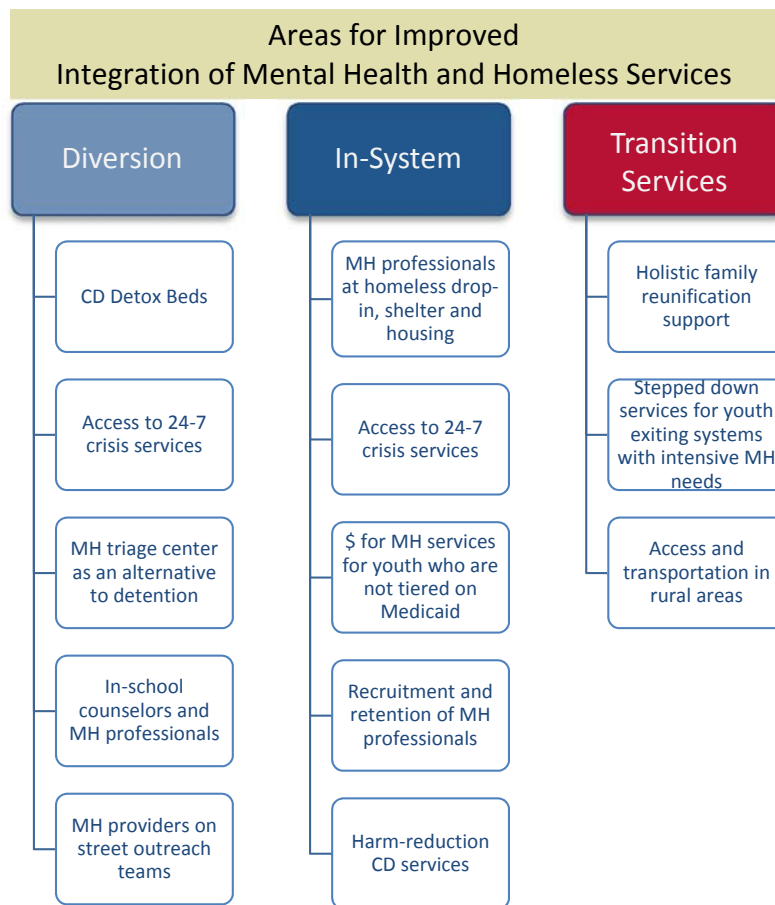 Areas for Improved
Integration of Mental Health and Homeless Services
Diversion
CD Detox Beds
Access to 24-7
crisis services
MH triage center
as an alternative
to detention
In-school
counselors and
MH professionals
MH providers on
street outreach
teams
In-System
MH professionals
at homeless drop-
in, shelter and
housing
Access to 24-7
crisis services
$ for MH services
for youth who are
not tiered on
Medicaid
Recruitment and
retention of MH
professionals
Harm-reduction
CD services
Transition
Services
Holistic family
reunification
support
Stepped down
services for youth
exiting systems
with intensive MH
needs
Access and
transportation in
rural areas